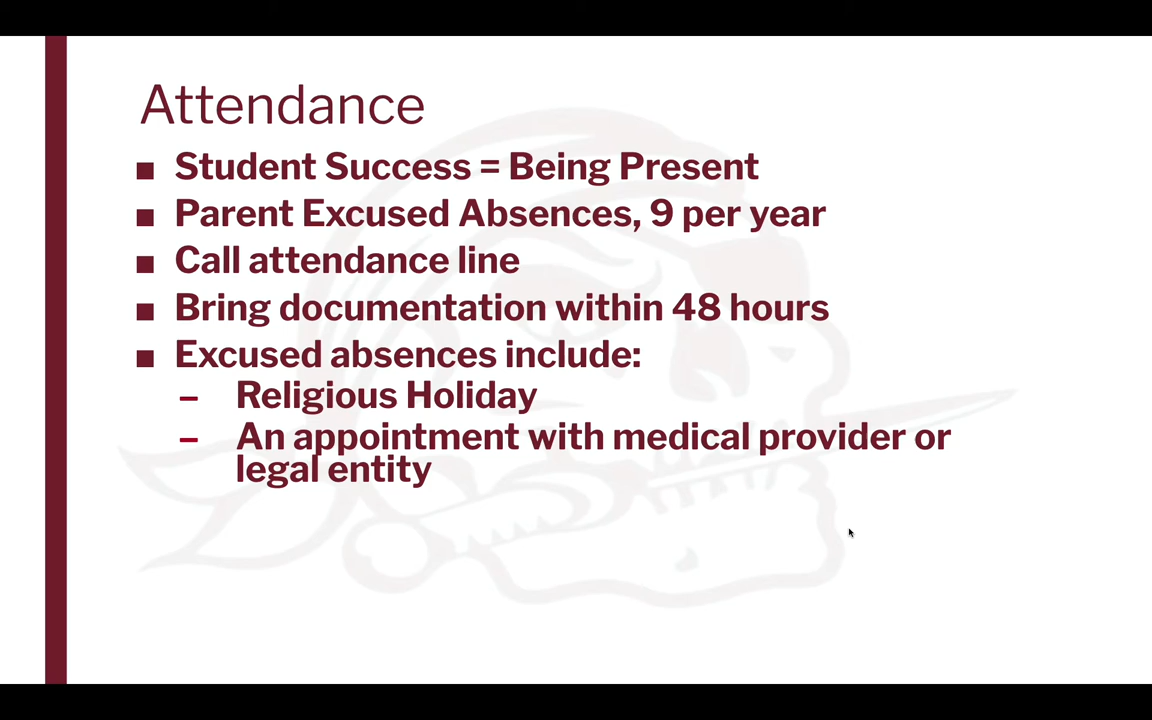 Attendance
■ Student Success = Being Present
■ Parent Excused Absences, 9 per year
■ Call attendance line
■ Bring documentation within 48 hours
■ Excused absences include:
– Religious Holiday
– An appointment with medical provider or
legal entity